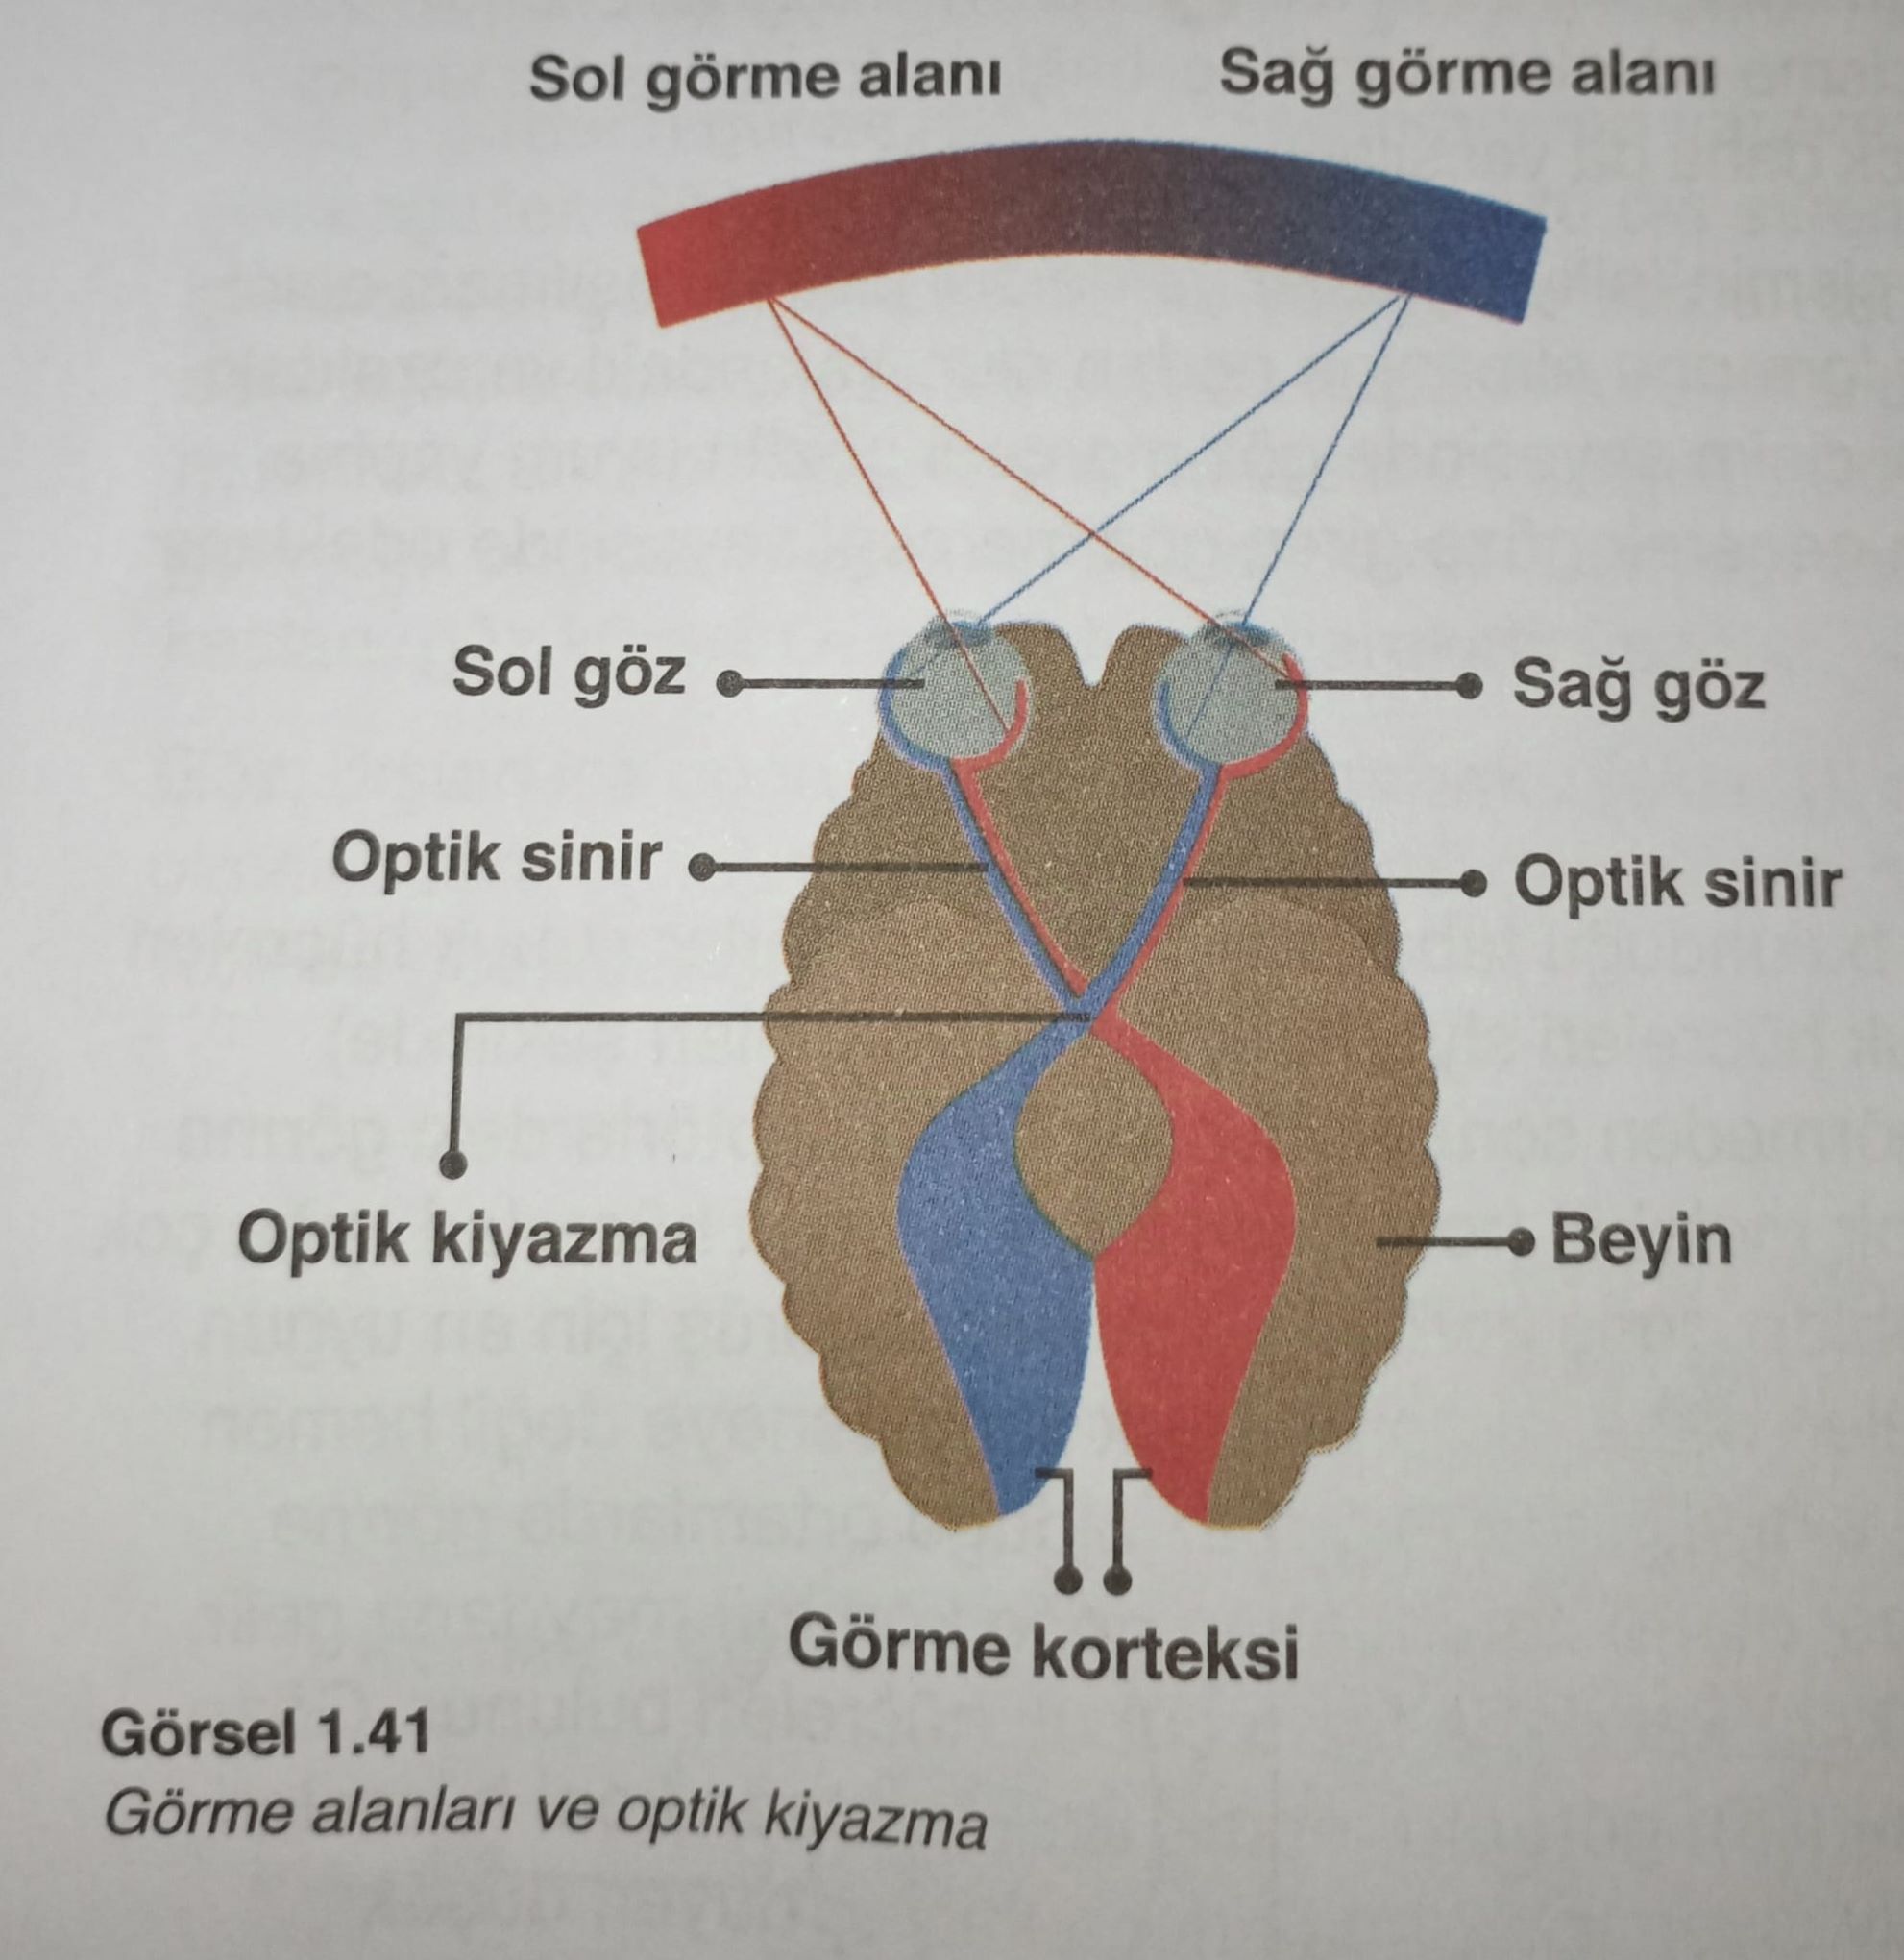 Sol görme alanı
Sağ görme alanı
Sol göz
Sağ göz
Optik sinir
Optik sinir
Optik kiyazma
Beyin
Görme korteksi
Görsel 1.41
Görme alanları ve optik kiyazma